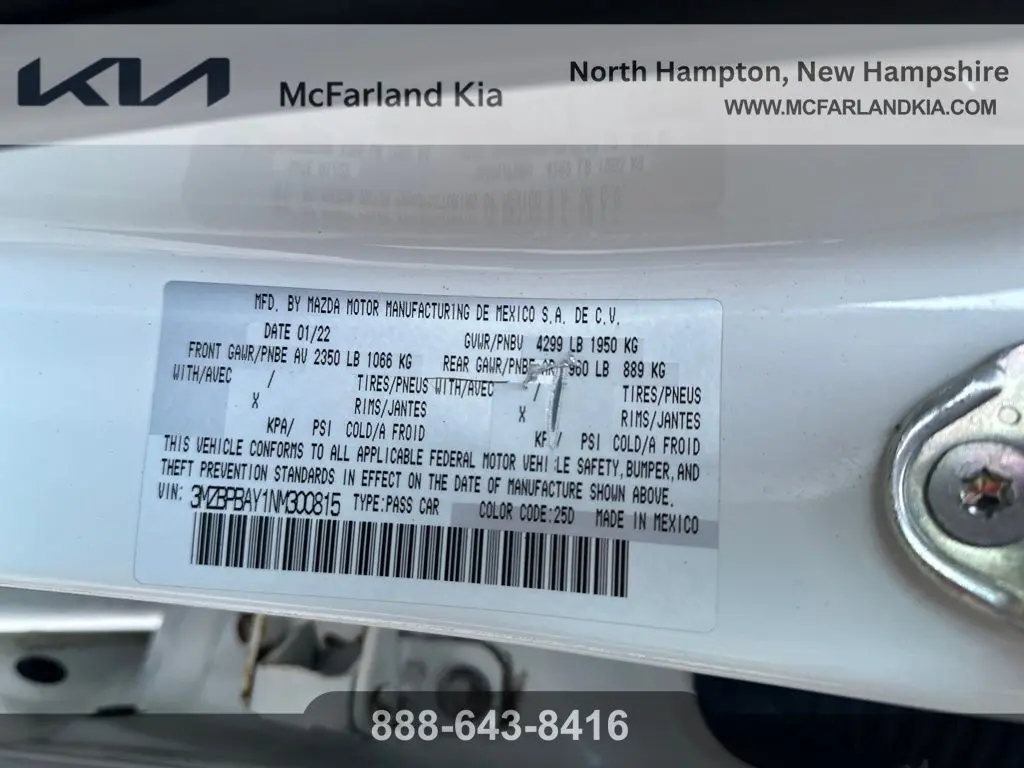 KIA
McFarland Kia
North Hampton, New Hampshire
WWW.MCFARLANDKIA.COM
MFD. BY MAZDA MOTOR MANUFACTURING DE MEXICO S.A. DE C.V.
DATE 01/22 GVWR/PNBV 4299 LB 1950 KG
FRONT GAWR/PNBE AV 2350 LB 1066 KG REAR GAWR/PNBE 960 LB 889 KG
WITH/AVEC / TIRES/PNEUS WITH/AVEC / TIRES/PNEUS
X RIMS/JANTES X RIMS/JANTES
KPA/ PSI COLD/A FROID / PSI COLD/A FROID
THIS VEHICLE CONFORMS TO ALL APPLICABLE FEDERAL MOTOR VEHICLE SAFETY, BUMPER, AND
THEFT PREVENTION STANDARDS IN EFFECT ON THE DATE OF MANUFACTURE SHOWN ABOVE.
VIN: 3MZBPBAY1NM300815 TYPE:PASS CAR COLOR CODE:25D MADE IN MEXICO
888-643-8416